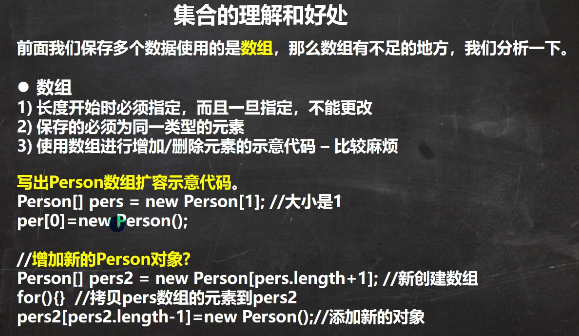 集合的理解和好处
前面我们保存多个数据使用的是数组，那么数组有不足的地方，我们分析一下。
● 数组
1) 长度开始时必须指定，而且一旦指定，不能更改
2) 保存的必须为同一类型的元素
3) 使用数组进行增加/删除元素的示意代码 – 比较麻烦
写出Person数组扩容示意代码。
Person[] pers = new Person[1]; //大小是1
per[0]=new Person();
//增加新的Person对象?
Person[] pers2 = new Person[pers.length+1]; //新创建数组
for(){} //拷贝pers数组的元素到pers2
pers2[pers2.length-1]=new Person();//添加新的对象